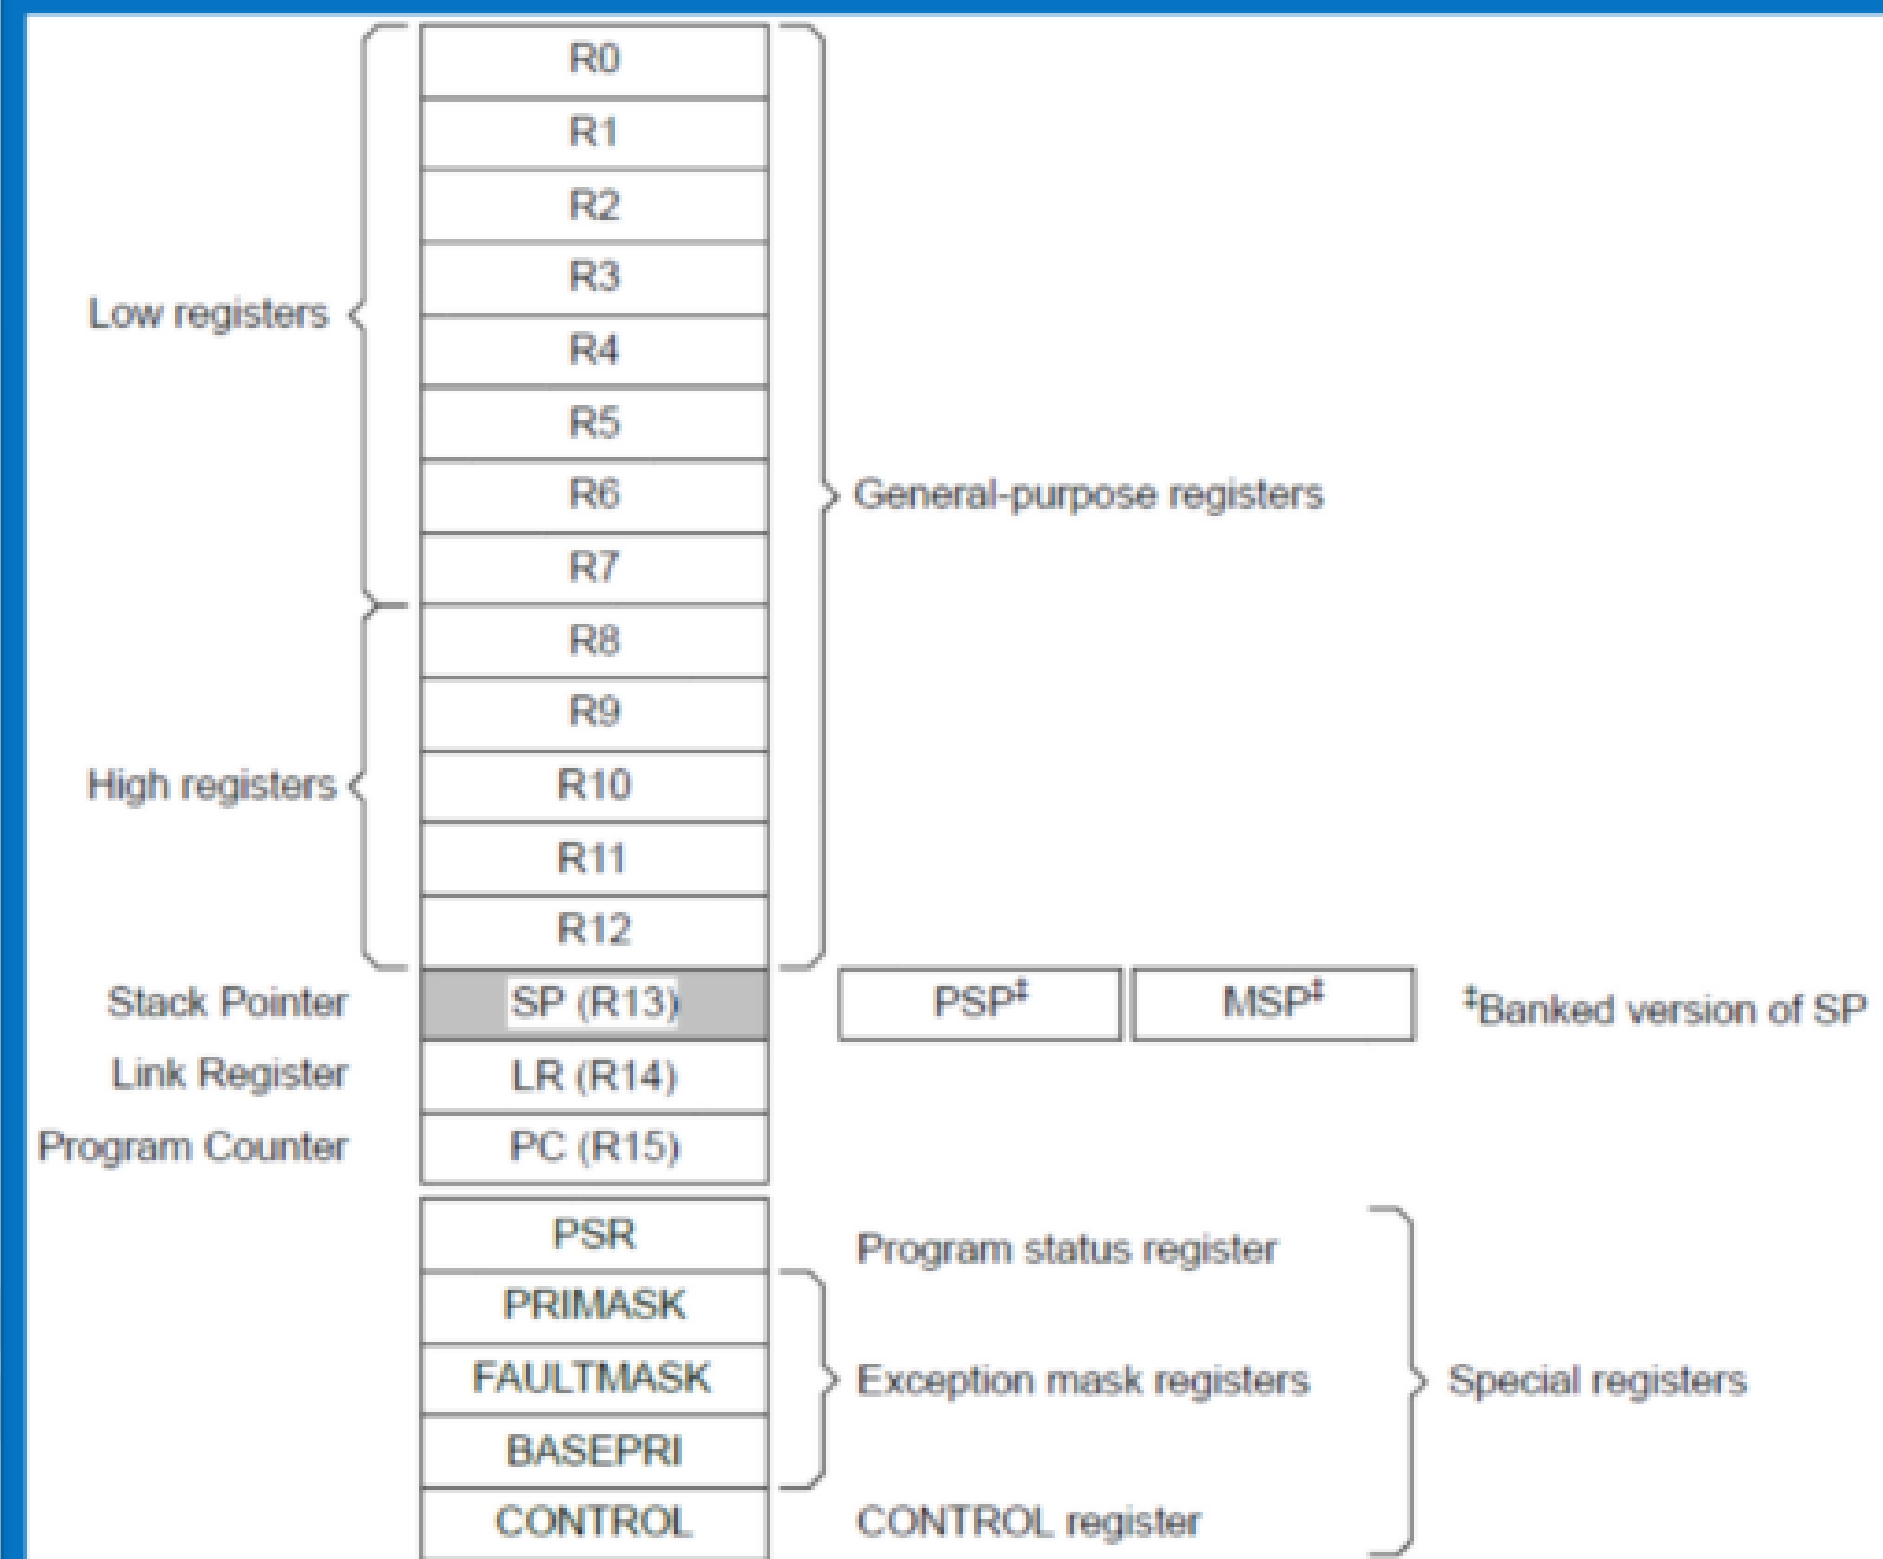 R0
R1
R2
R3
Low registers
R4
R5
R6
General-purpose registers
R7
R8
R9
High registers
R10
R11
R12
Stack Pointer SP (R13) PSP‡ MSP‡ ‡Banked version of SP
Link Register LR (R14)
Program Counter PC (R15)
PSR Program status register
PRIMASK
FAULTMASK Exception mask registers Special registers
BASEPRI
CONTROL CONTROL register